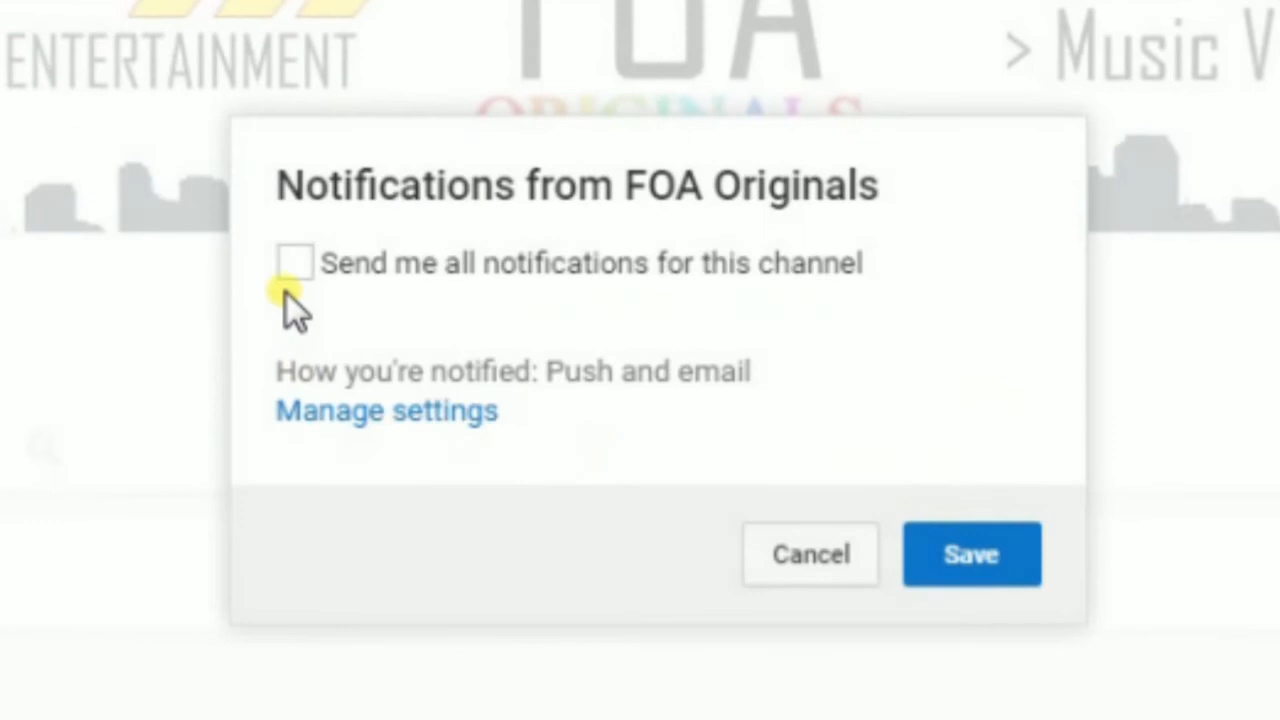 ENTERTAINMENT
FOA
> Music V
ORIGINALS
Notifications from FOA Originals
Send me all notifications for this channel
How you're notified: Push and email
Manage settings
Cancel
Save